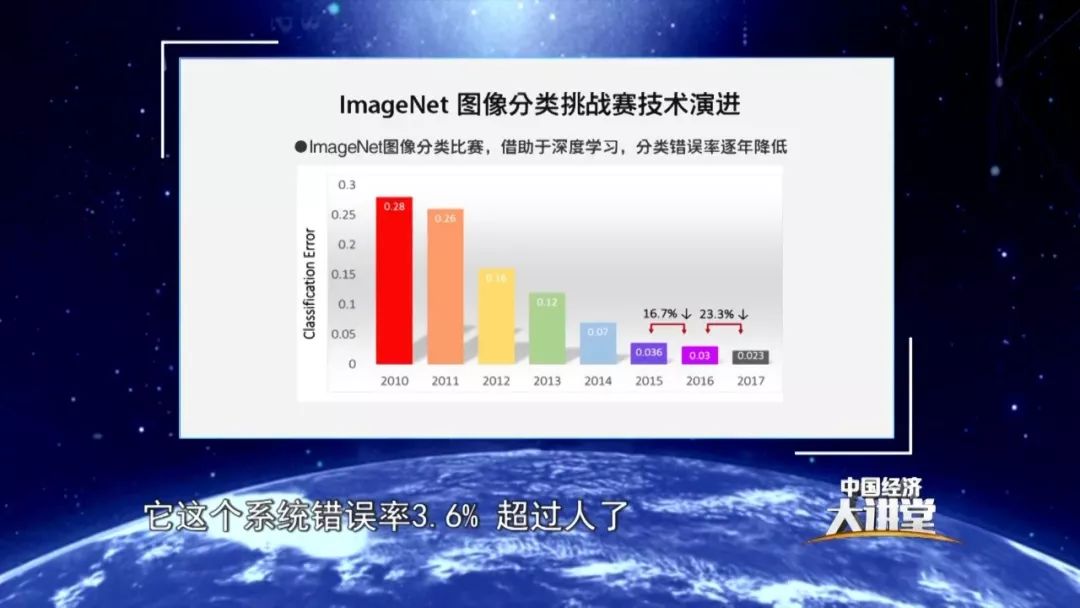 ImageNet 图像分类挑战赛技术演进
●ImageNet图像分类比赛，借助于深度学习，分类错误率逐年降低
Classification Error
0.3
0.25
0.2
0.15
0.1
0.05
0
0.28
0.26
0.16
0.12
0.07
0.036
0.03
0.023
16.7%↓ 23.3%↓
2010 2011 2012 2013 2014 2015 2016 2017
它这个系统错误率3.6% 超过人了
中国经济
大讲堂